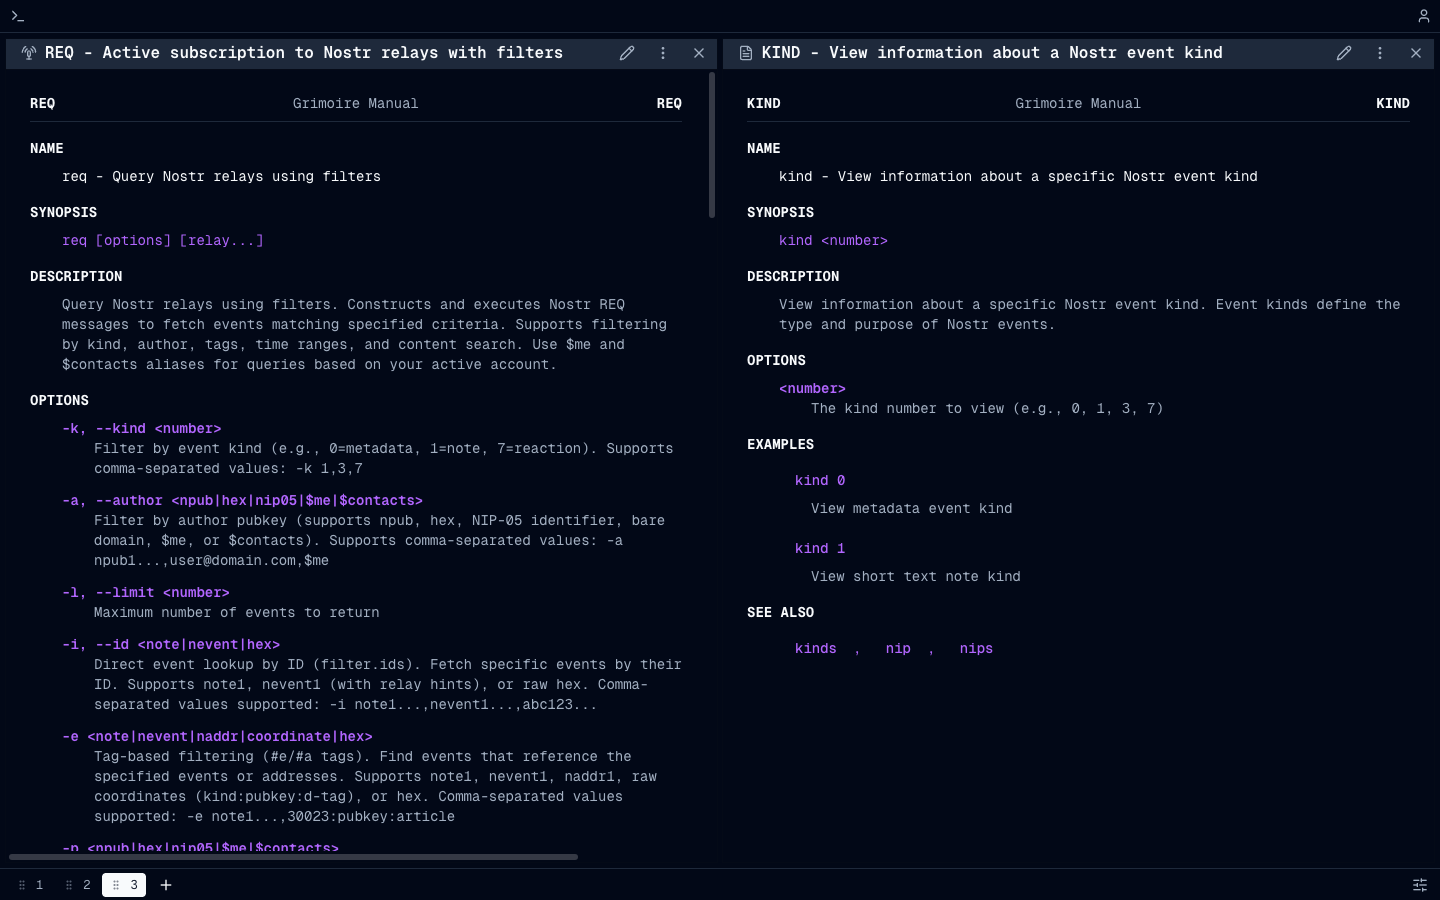 REQ - Active subscription to Nostr relays with filters
REQ Grimoire Manual REQ
NAME
req - Query Nostr relays using filters
SYNOPSIS
req [options] [relay...]
DESCRIPTION
Query Nostr relays using filters. Constructs and executes Nostr REQ
messages to fetch events matching specified criteria. Supports filtering
by kind, author, tags, time ranges, and content search. Use $me and
$contacts aliases for queries based on your active account.
OPTIONS
-k, --kind <number>
Filter by event kind (e.g., 0=metadata, 1=note, 7=reaction). Supports
comma-separated values: -k 1,3,7
-a, --author <npub|hex|nip05|$me|$contacts>
Filter by author pubkey (supports npub, hex, NIP-05 identifier, bare
domain, $me, or $contacts). Supports comma-separated values: -a
npub1...,user@domain.com,$me
-l, --limit <number>
Maximum number of events to return
-i, --id <note|nevent|hex>
Direct event lookup by ID (filter.ids). Fetch specific events by their
ID. Supports note1, nevent1 (with relay hints), or raw hex. Comma-
separated values supported: -i note1...,nevent1...,abc123...
-e <note|nevent|naddr|coordinate|hex>
Tag-based filtering (#e/#a tags). Find events that reference the
specified events or addresses. Supports note1, nevent1, naddr1, raw
coordinates (kind:pubkey:d-tag), or hex. Comma-separated values
supported: -e note1...,30023:pubkey:article
-p <npub|hex|nip05|$me|$contacts>
KIND - View information about a Nostr event kind
KIND Grimoire Manual KIND
NAME
kind - View information about a specific Nostr event kind
SYNOPSIS
kind <number>
DESCRIPTION
View information about a specific Nostr event kind. Event kinds define the
type and purpose of Nostr events.
OPTIONS
<number>
The kind number to view (e.g., 0, 1, 3, 7)
EXAMPLES
kind 0
View metadata event kind
kind 1
View short text note kind
SEE ALSO
kinds , nip , nips
1 2 3